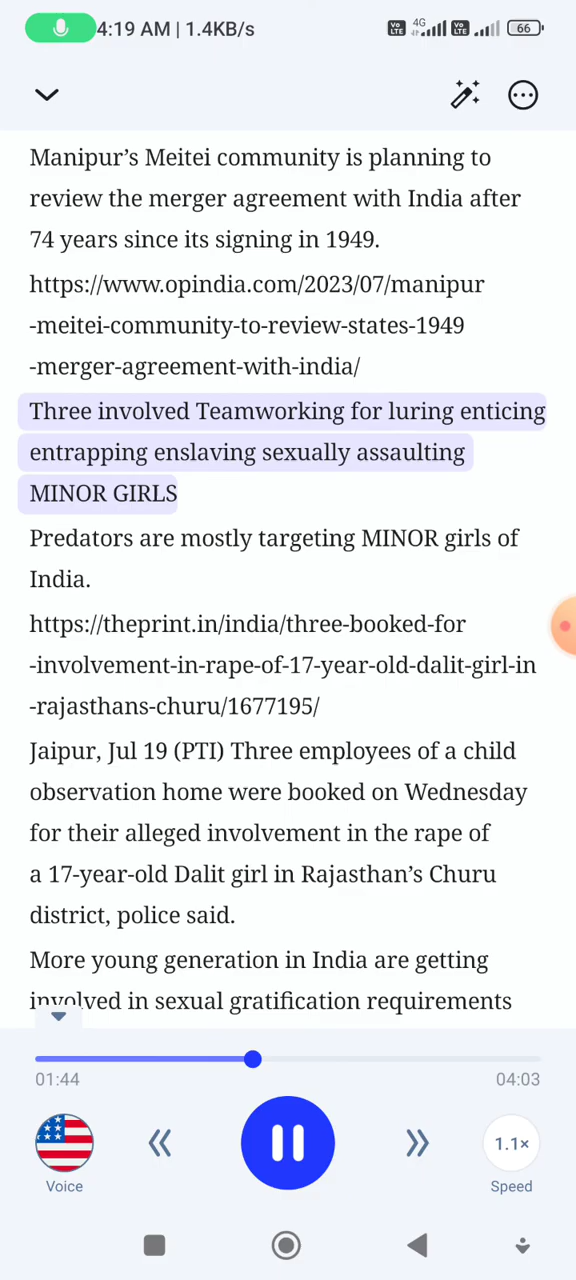 4:19 AM | 1.4KB/s
Vo LTE 4G Vo LTE 66
Manipur’s Meitei community is planning to
review the merger agreement with India after
74 years since its signing in 1949.
https://www.opindia.com/2023/07/manipur
-meitei-community-to-review-states-1949
-merger-agreement-with-india/
Three involved Teamworking for luring enticing
entrapping enslaving sexually assaulting
MINOR GIRLS
Predators are mostly targeting MINOR girls of
India.
https://theprint.in/india/three-booked-for
-involvement-in-rape-of-17-year-old-dalit-girl-in
-rajasthans-churu/1677195/
Jaipur, Jul 19 (PTI) Three employees of a child
observation home were booked on Wednesday
for their alleged involvement in the rape of
a 17-year-old Dalit girl in Rajasthan’s Churu
district, police said.
More young generation in India are getting
involved in sexual gratification requirements
01:44 04:03
1.1×
Voice Speed